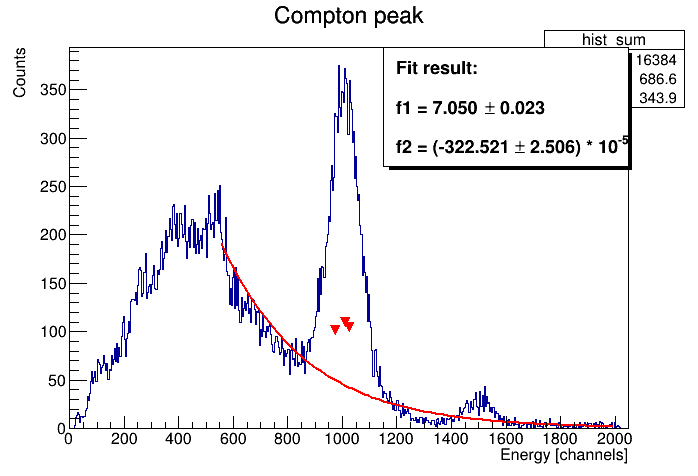 Compton peak
hist_sum
16384
686.6
343.9
Fit result:
f1 = 7.050 ± 0.023
f2 = (-322.521 ± 2.506) * 10-5
Counts
350
300
250
200
150
100
50
0
0 200 400 600 800 1000 1200 1400 1600 1800 2000
Energy [channels]